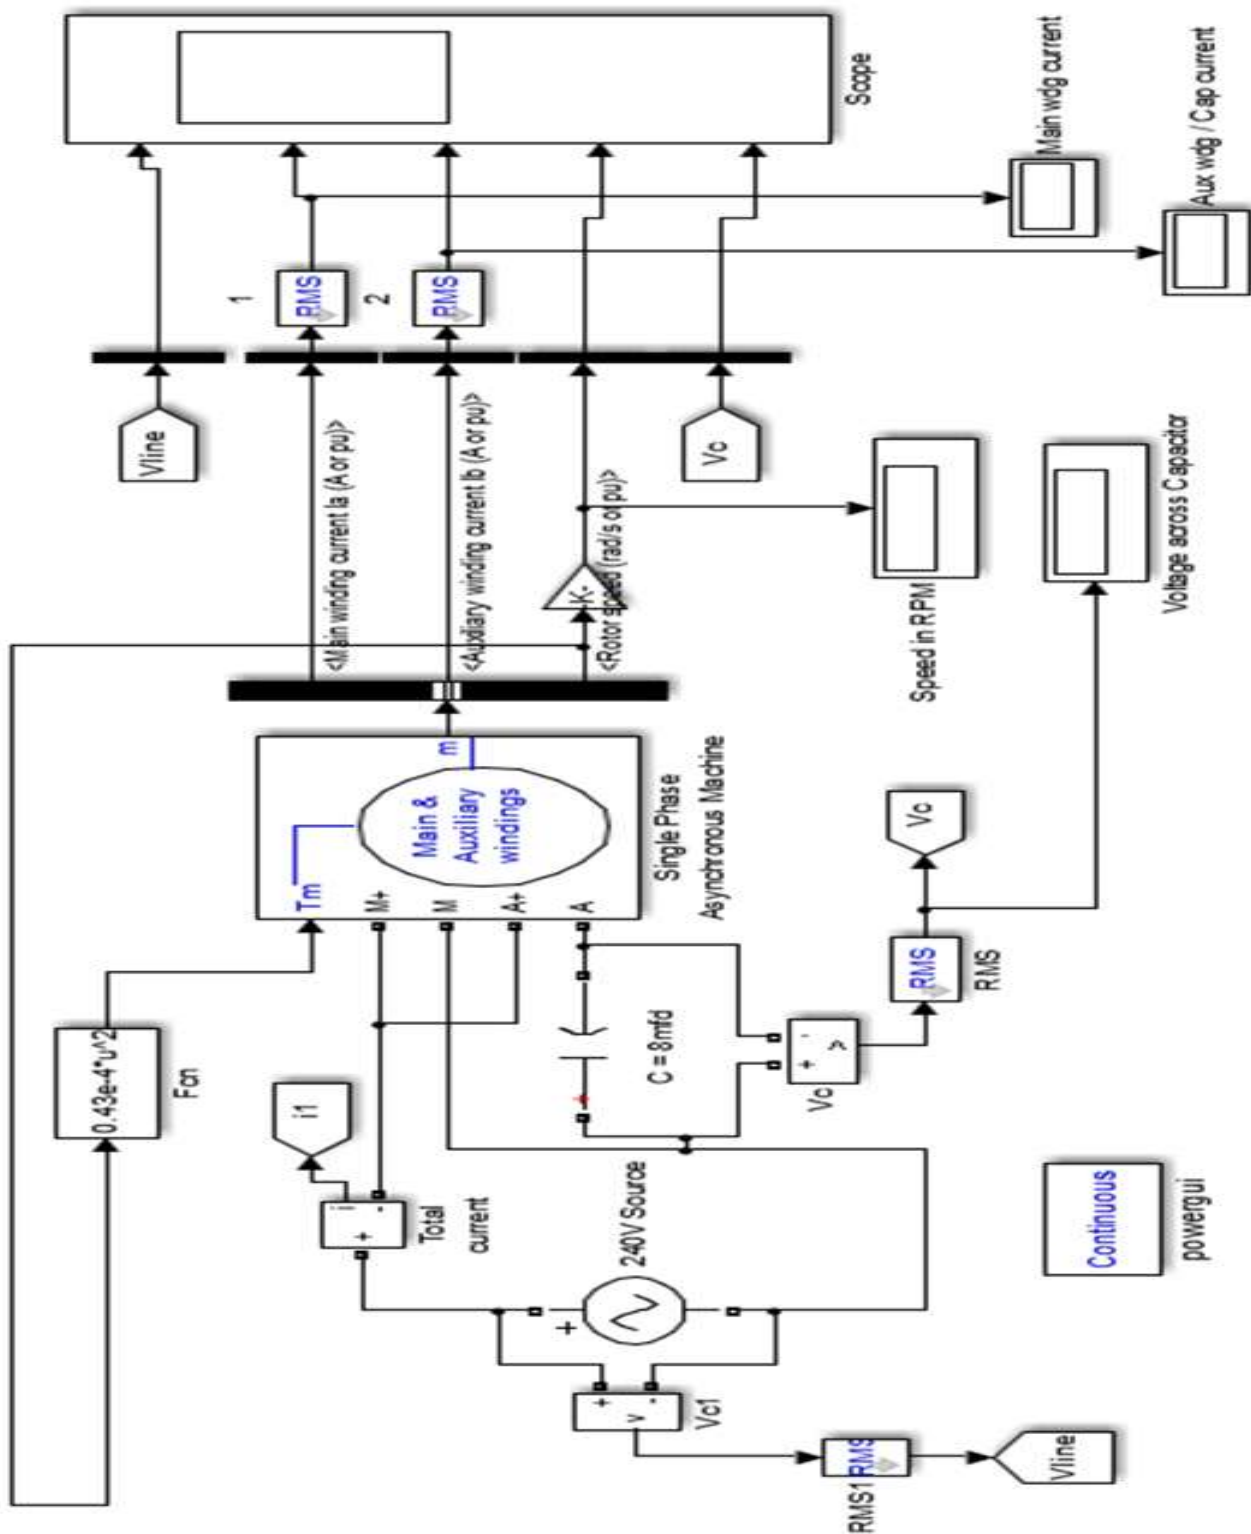 0.43e-4*u^2
Fcn
i1
+
i
-
Total
current
+
240V Source
+
v
-
Vc1
RMS
RMS1
Vline
Continuous
powergui
C = 8mfd
+
+
-
v
Vc
RMS
RMS
Vc
Voltage across Capacitor
Tm
M+
M
A+
A
m
Main &
Auxiliary
windings
Single Phase
Asynchronous Machine
<Main winding current Ia (A or pu)>
<Auxiliary winding current Ib (A or pu)>
<Rotor speed (rad/s or pu)>
-K-
Speed in RPM
Vline
Vc
1
RMS
2
RMS
Scope
Main wdg current
Aux wdg / Cap current